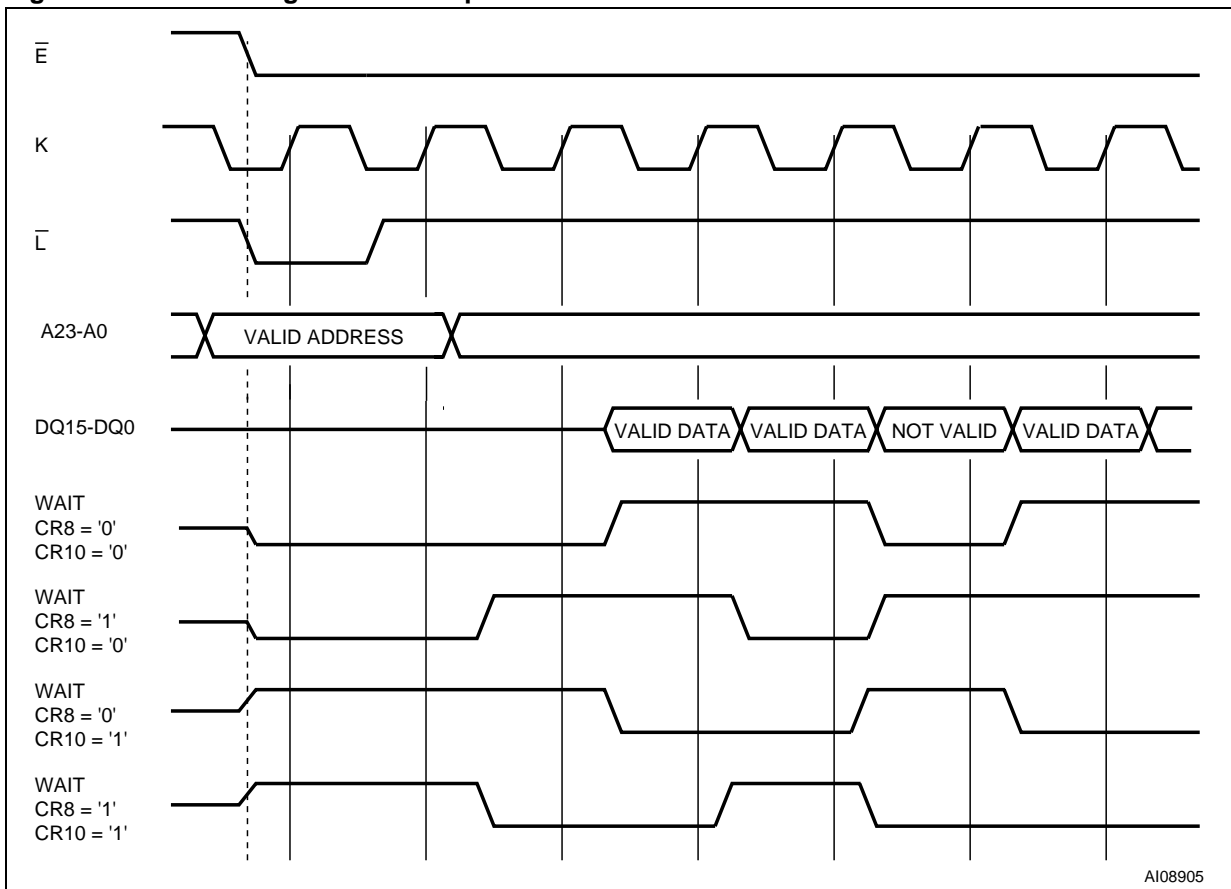 E
K
L
A23-A0
VALID ADDRESS
DQ15-DQ0
VALID DATA VALID DATA NOT VALID VALID DATA
WAIT
CR8 = '0'
CR10 = '0'
WAIT
CR8 = '1'
CR10 = '0'
WAIT
CR8 = '0'
CR10 = '1'
WAIT
CR8 = '1'
CR10 = '1'
AI08905